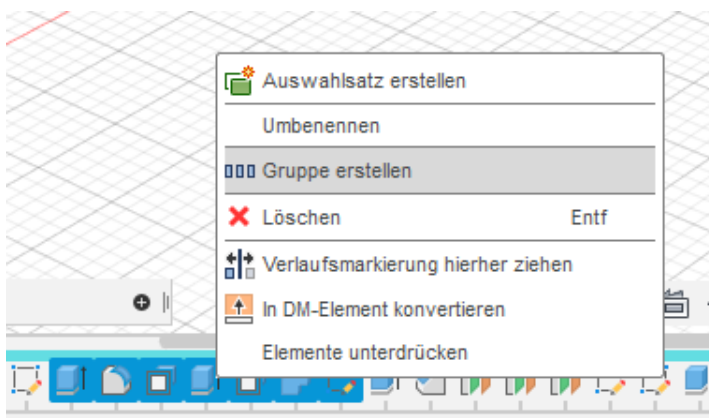 Auswahlsatz erstellen
Umbenennen
Gruppe erstellen
Löschen Entf
Verlaufsmarkierung hierher ziehen
In DM-Element konvertieren
Elemente unterdrücken